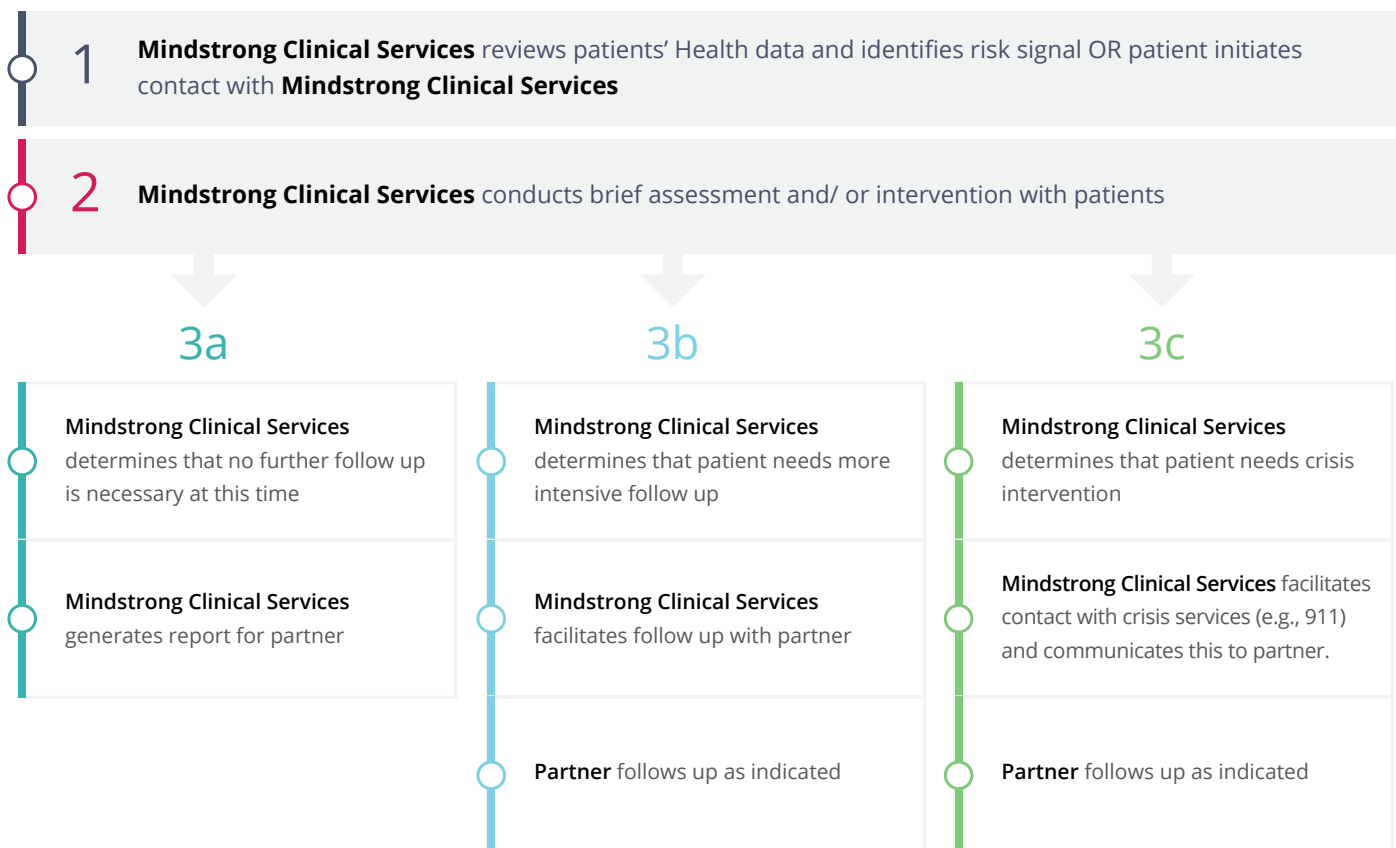 1
Mindstrong Clinical Services reviews patients’ Health data and identifies risk signal OR patient initiates
contact with Mindstrong Clinical Services
2
Mindstrong Clinical Services conducts brief assessment and/ or intervention with patients
3a
Mindstrong Clinical Services
determines that no further follow up
is necessary at this time
Mindstrong Clinical Services
generates report for partner
3b
Mindstrong Clinical Services
determines that patient needs more
intensive follow up
Mindstrong Clinical Services
facilitates follow up with partner
Partner follows up as indicated
3c
Mindstrong Clinical Services
determines that patient needs crisis
intervention
Mindstrong Clinical Services facilitates
contact with crisis services (e.g., 911)
and communicates this to partner.
Partner follows up as indicated